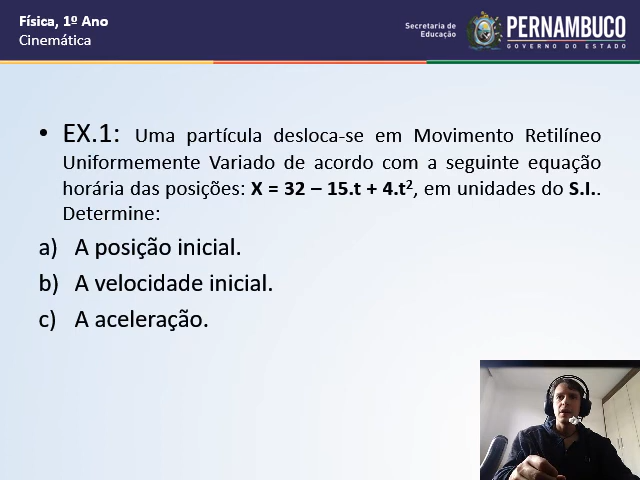 Física, 1º Ano
Cinemática
Secretaria de
Educação
PERNAMBUCO
GOVERNO DO ESTADO
• EX.1: Uma partícula desloca-se em Movimento Retilíneo
Uniformemente Variado de acordo com a seguinte equação
horária das posições: X = 32 – 15.t + 4.t², em unidades do S.I..
Determine:
a) A posição inicial.
b) A velocidade inicial.
c) A aceleração.